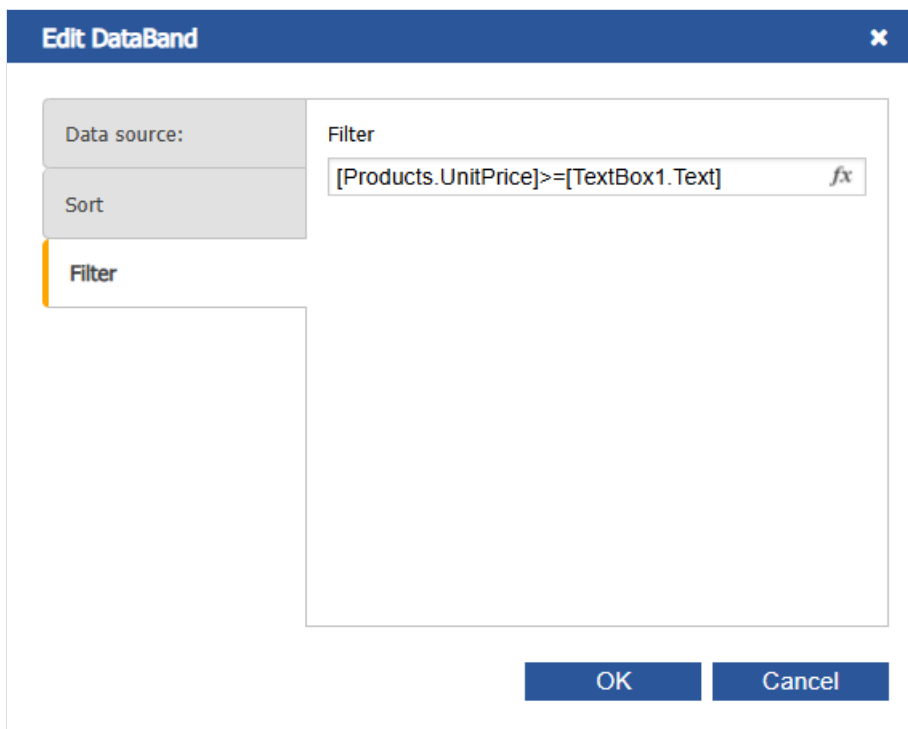 Edit DataBand
Data source:
Sort
Filter
Filter
[Products.UnitPrice]>=[TextBox1.Text] fx
OK Cancel